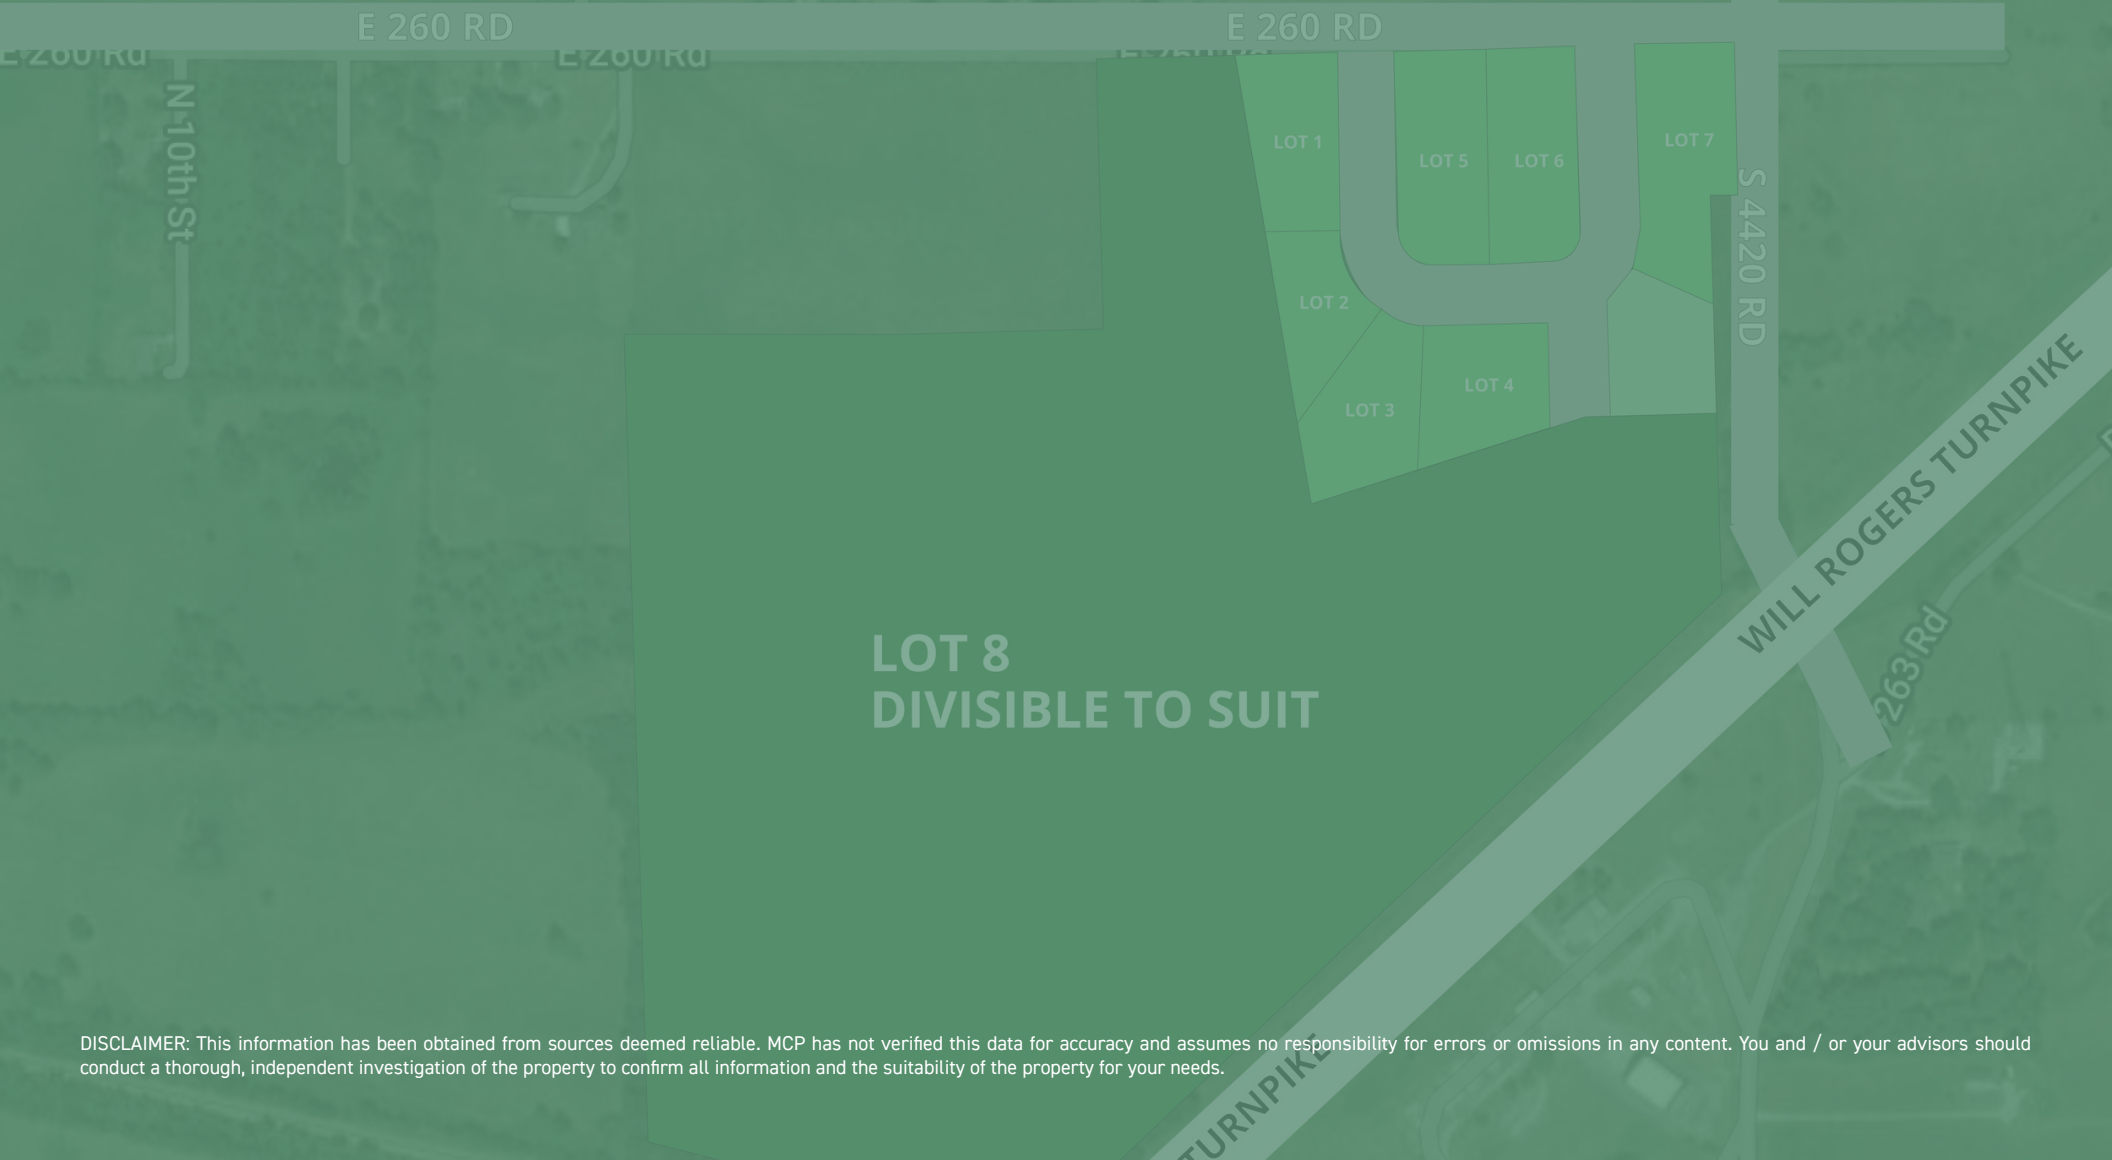 E 260 RD
E 260 RD
E 260 Rd
E 260 Rd
E 260 Rd
N 10th St
LOT 1
LOT 5
LOT 6
LOT 7
S 4420 RD
LOT 2
LOT 4
LOT 3
WILL ROGERS TURNPIKE
263 Rd
LOT 8
DIVISIBLE TO SUIT
DISCLAIMER: This information has been obtained from sources deemed reliable. MCP has not verified this data for accuracy and assumes no responsibility for errors or omissions in any content. You and / or your advisors should
conduct a thorough, independent investigation of the property to confirm all information and the suitability of the property for your needs.
TURNPIKE